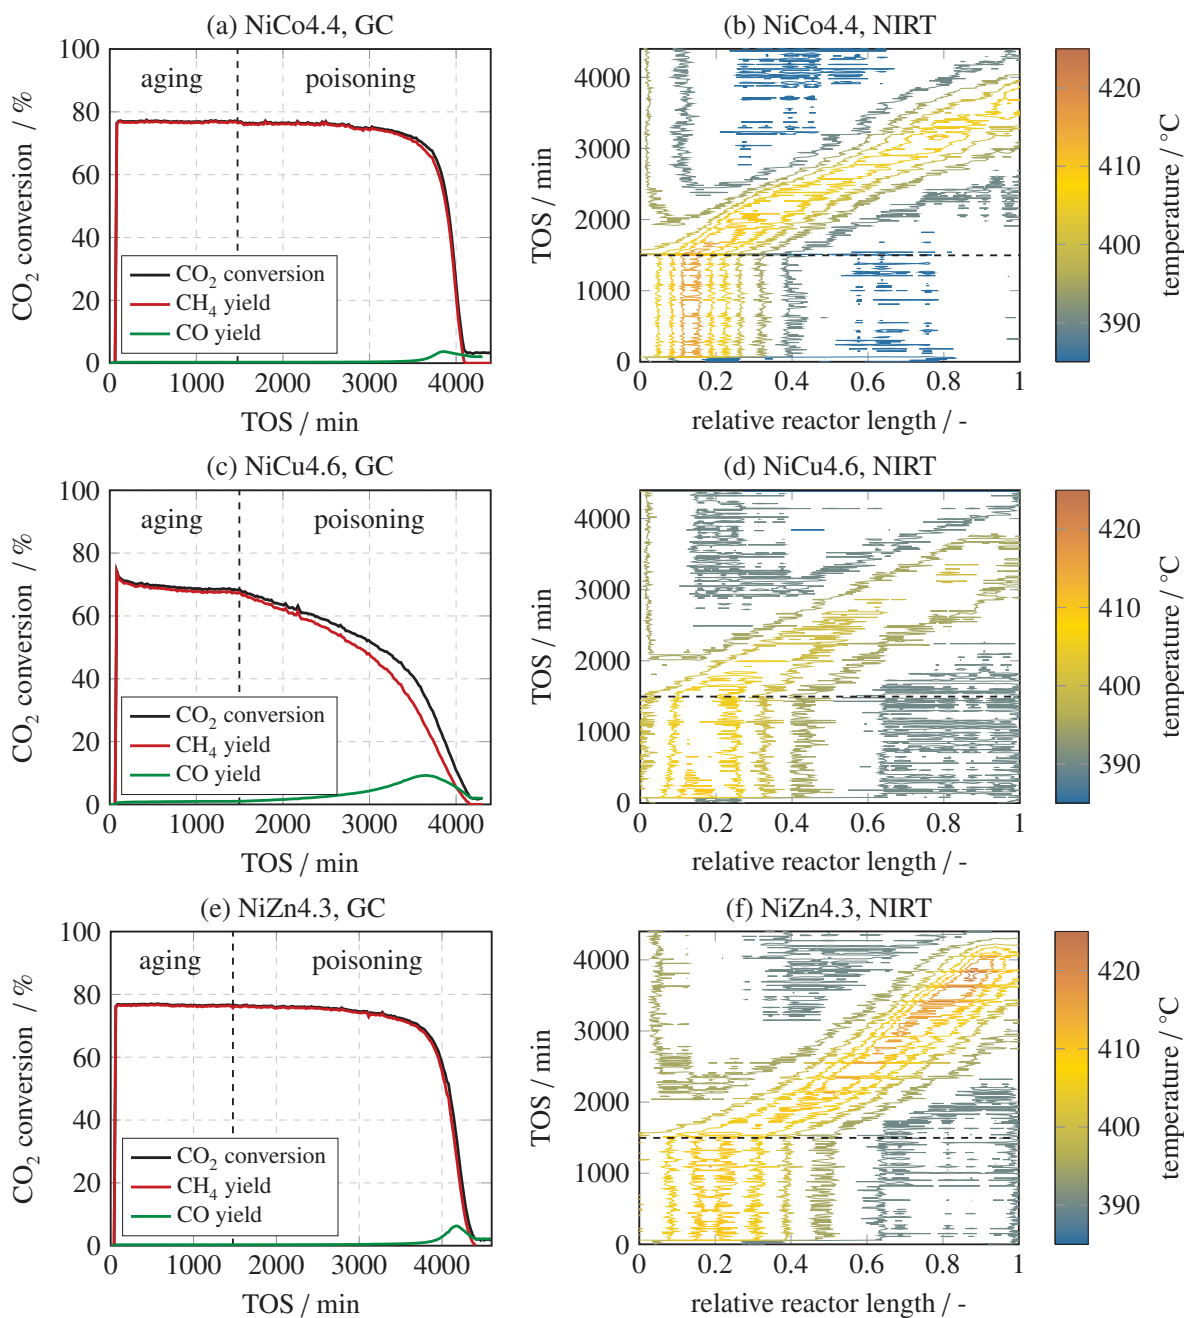 (a) NiCo4.4, GC
100
80
60
40
20
0
CO₂ conversion / %
aging
poisoning
CO₂ conversion
CH₄ yield
CO yield
0 1000 2000 3000 4000
TOS / min
(b) NiCo4.4, NIRT
4000
3000
2000
1000
0
TOS / min
0 0.2 0.4 0.6 0.8 1
relative reactor length / -
420
410
400
390
temperature / °C
(c) NiCu4.6, GC
100
80
60
40
20
0
CO₂ conversion / %
aging
poisoning
CO₂ conversion
CH₄ yield
CO yield
0 1000 2000 3000 4000
TOS / min
(d) NiCu4.6, NIRT
4000
3000
2000
1000
0
TOS / min
0 0.2 0.4 0.6 0.8 1
relative reactor length / -
420
410
400
390
temperature / °C
(e) NiZn4.3, GC
100
80
60
40
20
0
CO₂ conversion / %
aging
poisoning
CO₂ conversion
CH₄ yield
CO yield
0 1000 2000 3000 4000
TOS / min
(f) NiZn4.3, NIRT
4000
3000
2000
1000
0
TOS / min
0 0.2 0.4 0.6 0.8 1
relative reactor length / -
420
410
400
390
temperature / °C